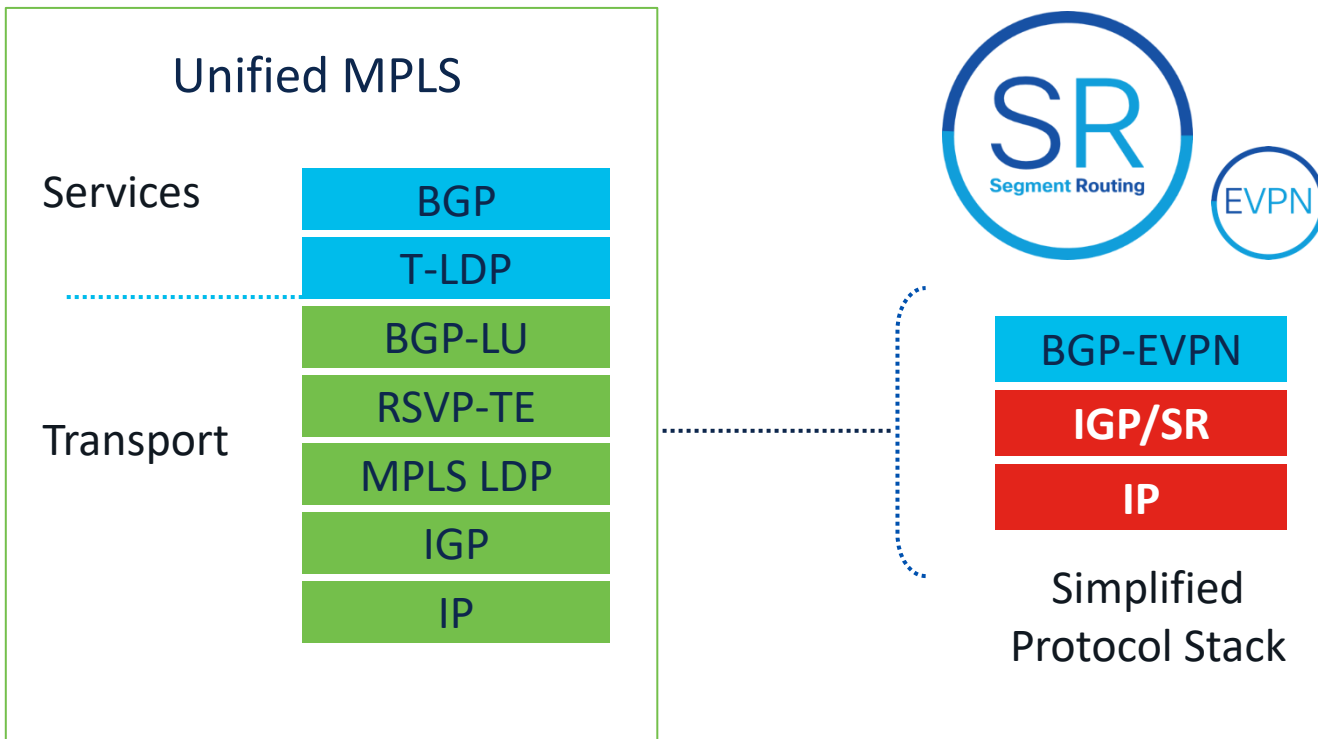 Unified MPLS
Services
BGP
T-LDP
BGP-LU
RSVP-TE
Transport
MPLS LDP
IGP
IP
SR
Segment Routing
EVPN
BGP-EVPN
IGP/SR
IP
Simplified
Protocol Stack